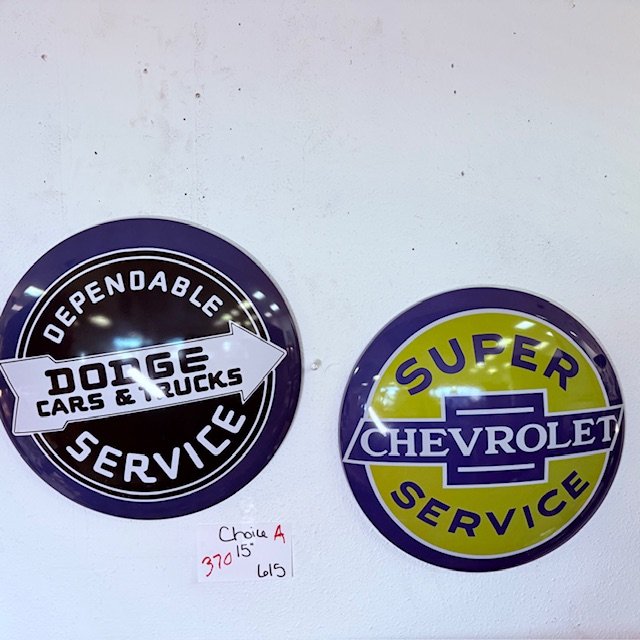 DEPENDABLE
DODGE
CARS & TRUCKS
SERVICE
SUPER
CHEVROLET
SERVICE
Choice A
370 15"
615